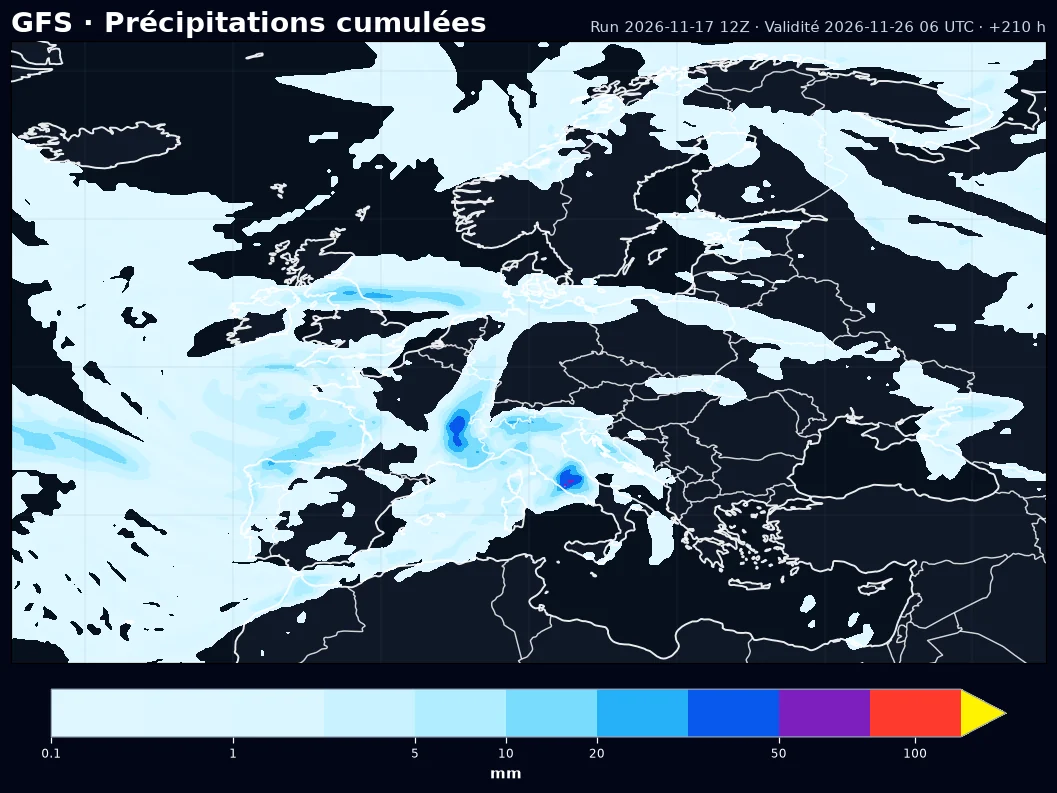 GFS · Précipitations cumulées
Run 2026-11-17 12Z · Validité 2026-11-26 06 UTC · +210 h
0.1 1 5 10 20 50 100
mm